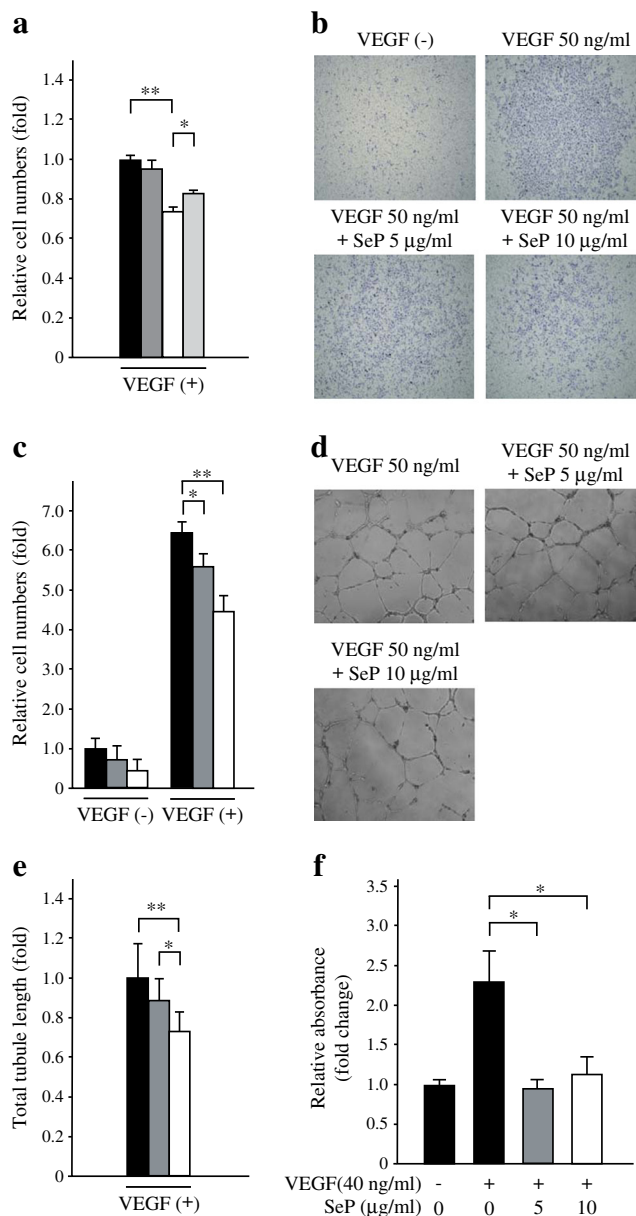 a
1.4
1.2
1.0
0.8
0.6
0.4
0.2
0
Relative cell numbers (fold)
**
*
VEGF (+)
b
VEGF (-)
VEGF 50 ng/ml
VEGF 50 ng/ml
+ SeP 5 µg/ml
VEGF 50 ng/ml
+ SeP 10 µg/ml
c
7.0
6.0
5.0
4.0
3.0
2.0
1.0
0
Relative cell numbers (fold)
**
*
VEGF (-)
VEGF (+)
d
VEGF 50 ng/ml
VEGF 50 ng/ml
+ SeP 5 µg/ml
VEGF 50 ng/ml
+ SeP 10 µg/ml
e
1.4
1.2
1.0
0.8
0.6
0.4
0.2
0
Total tubule length (fold)
**
*
VEGF (+)
f
3.5
3.0
2.5
2.0
1.5
1.0
0.5
0
Relative absorbance
(fold change)
*
*
VEGF(40 ng/ml) - + + +
SeP (µg/ml) 0 0 5 10